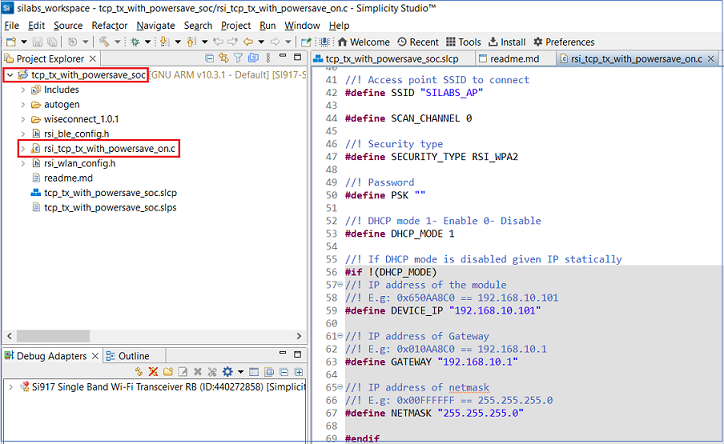 silabs_workspace - tcp_tx_with_powersave_soc/rsi_tcp_tx_with_powersave_on.c - Simplicity Studio™
File Edit Source Refactor Navigate Search Project Run Window Help
Welcome Recent Tools Install Preferences
Project Explorer
tcp_tx_with_powersave_soc [GNU ARM v10.3.1 - Default] [SI917-S
Includes
autogen
wiseconnect_1.0.1
rsi_ble_config.h
rsi_tcp_tx_with_powersave_on.c
rsi_wlan_config.h
readme.md
tcp_tx_with_powersave_soc.slcp
tcp_tx_with_powersave_soc.slps
Debug Adapters Outline
Si917 Single Band Wi-Fi Transceiver RB (ID:440272858) [Simplicit
tcp_tx_with_powersave_soc.slcp readme.md rsi_tcp_tx_with_powersave_on.c
40
41 //! Access point SSID to connect
42 #define SSID "SILABS_AP"
43
44 #define SCAN_CHANNEL 0
45
46 //! Security type
47 #define SECURITY_TYPE RSI_WPA2
48
49 //! Password
50 #define PSK ""
51
52 //! DHCP mode 1- Enable 0- Disable
53 #define DHCP_MODE 1
54
55 //! If DHCP mode is disabled given IP statically
56 #if !(DHCP_MODE)
57 //! IP address of the module
58 //! E.g: 0x650AA8C0 == 192.168.10.101
59 #define DEVICE_IP "192.168.10.101"
60
61 //! IP address of Gateway
62 //! E.g: 0x010AA8C0 == 192.168.10.1
63 #define GATEWAY "192.168.10.1"
64
65 //! IP address of netmask
66 //! E.g: 0x00FFFFFF == 255.255.255.0
67 #define NETMASK "255.255.255.0"
68
69 #endif